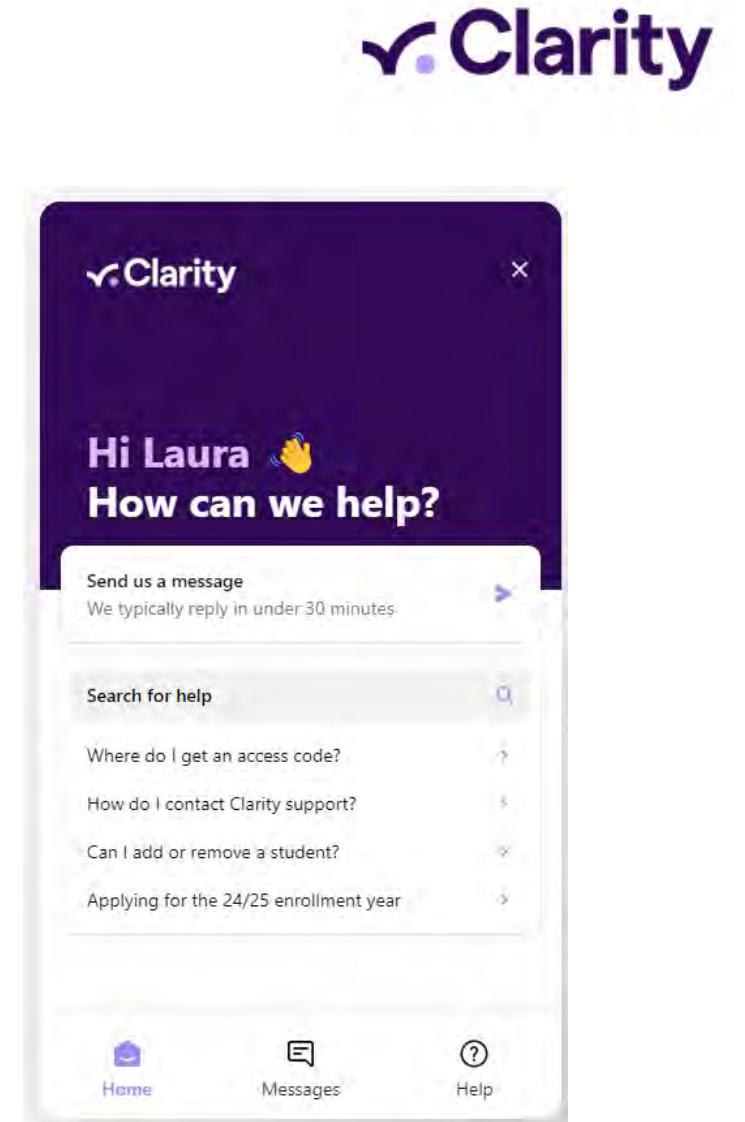 Clarity
Clarity
Hi Laura 👋
How can we help?
Send us a message
We typically reply in under 30 minutes
Search for help
Where do I get an access code?
How do I contact Clarity support?
Can I add or remove a student?
Applying for the 24/25 enrollment year
Home
Messages
Help